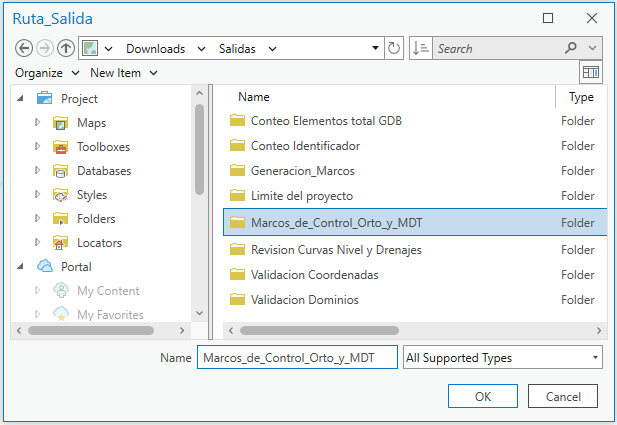 Ruta_Salida
Downloads Salidas Search
Organize New Item
Project
Maps
Toolboxes
Databases
Styles
Folders
Locators
Portal
My Content
My Favorites
Name Type
Conteo Elementos total GDB Folder
Conteo Identificador Folder
Generacion_Marcos Folder
Limite del proyecto Folder
Marcos_de_Control_Orto_y_MDT Folder
Revision Curvas Nivel y Drenajes Folder
Validacion Coordenadas Folder
Validacion Dominios Folder
Name Marcos_de_Control_Orto_y_MDT All Supported Types
OK Cancel